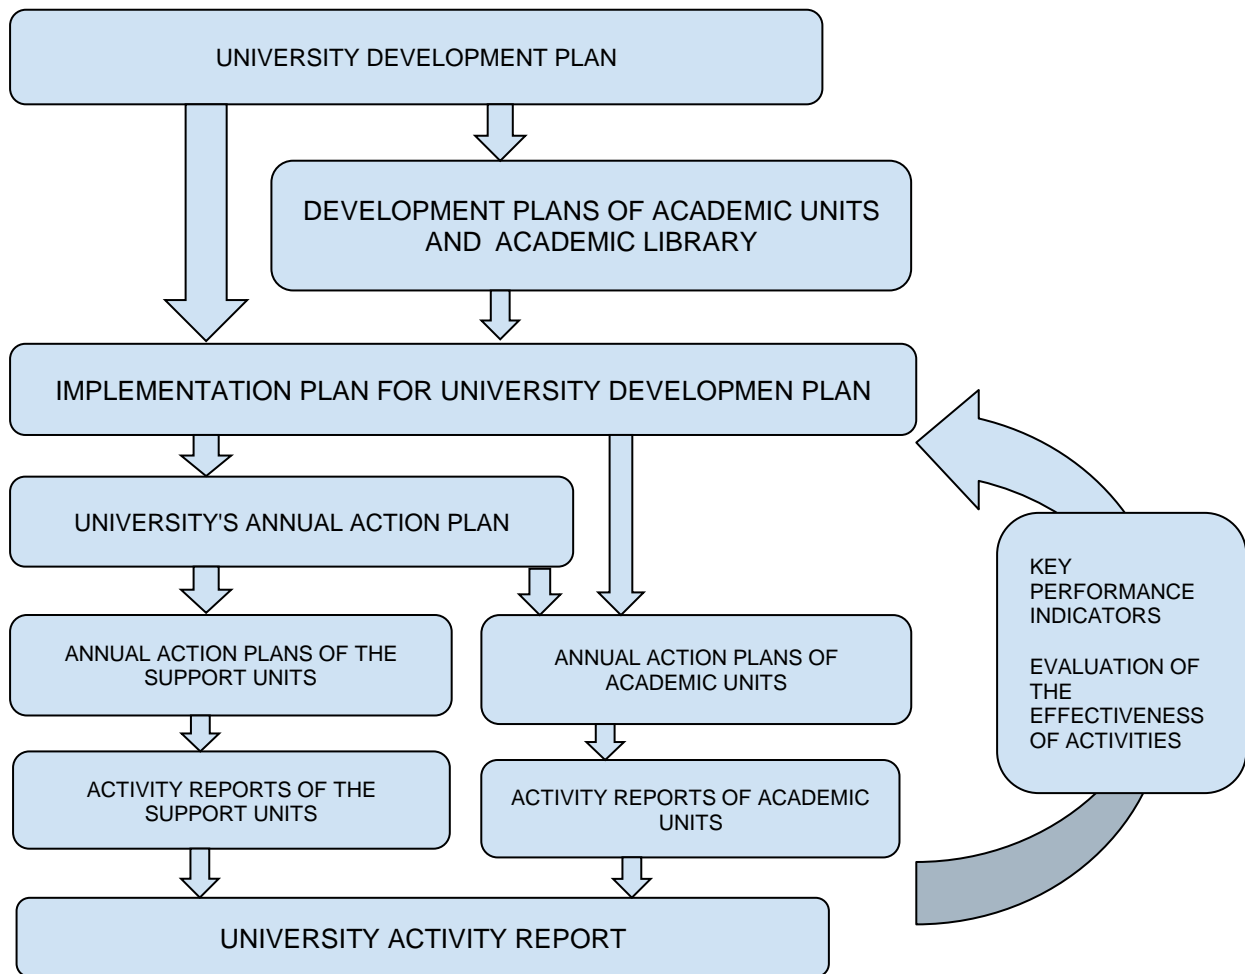 UNIVERSITY DEVELOPMENT PLAN
DEVELOPMENT PLANS OF ACADEMIC UNITS
AND ACADEMIC LIBRARY
IMPLEMENTATION PLAN FOR UNIVERSITY DEVELOPMEN PLAN
UNIVERSITY'S ANNUAL ACTION PLAN
ANNUAL ACTION PLANS OF THE
SUPPORT UNITS
ANNUAL ACTION PLANS OF
ACADEMIC UNITS
ACTIVITY REPORTS OF THE
SUPPORT UNITS
ACTIVITY REPORTS OF ACADEMIC
UNITS
UNIVERSITY ACTIVITY REPORT
KEY
PERFORMANCE
INDICATORS
EVALUATION OF
THE
EFFECTIVENESS
OF ACTIVITIES